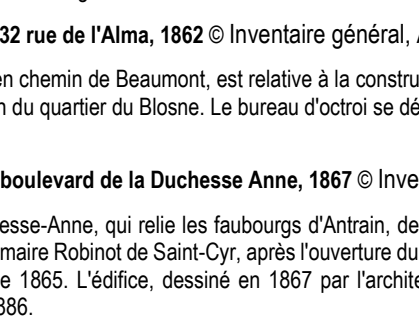 32 rue de l'Alma, 1862 © Inventaire général,
en chemin de Beaumont, est relative à la constru
n du quartier du Blosne. Le bureau d'octroi se dé
boulevard de la Duchesse Anne, 1867 © Inve
esse-Anne, qui relie les faubourgs d'Antrain, de
maire Robinot de Saint-Cyr, après l'ouverture du
e 1865. L'édifice, dessiné en 1867 par l'archite
386.